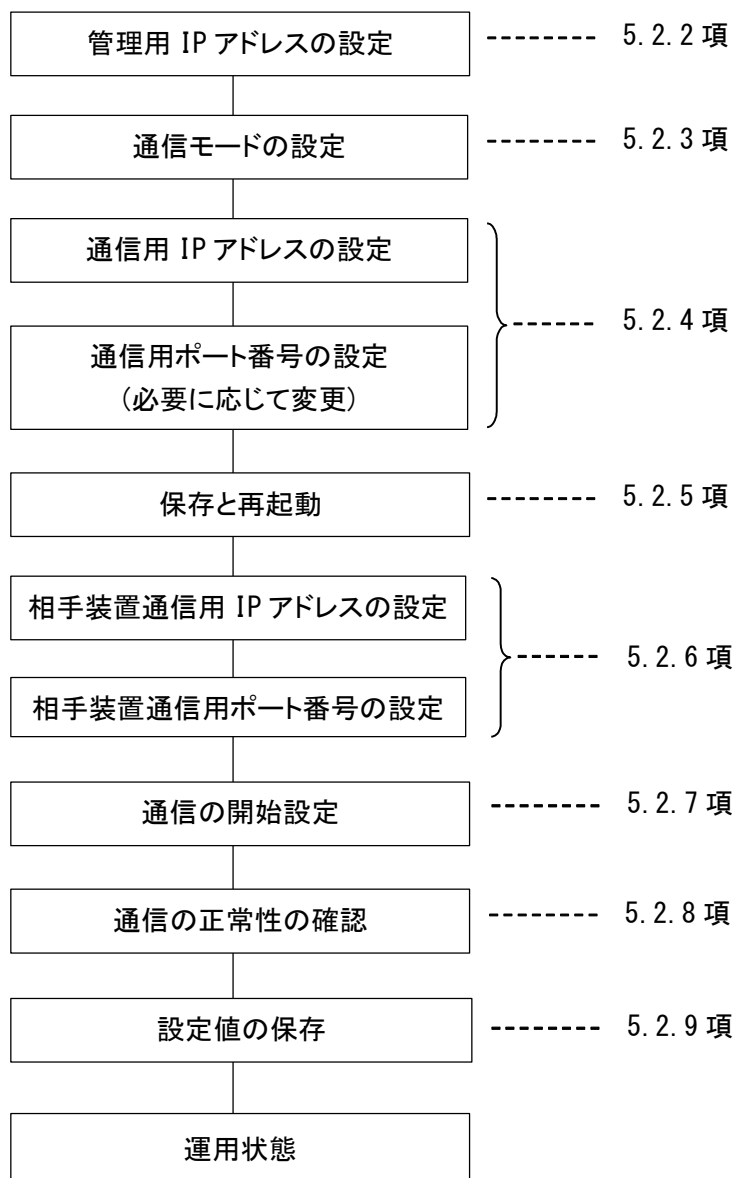 管理用 IP アドレスの設定
5.2.2 項
通信モードの設定
5.2.3 項
通信用 IP アドレスの設定
通信用ポート番号の設定
(必要に応じて変更)
5.2.4 項
保存と再起動
5.2.5 項
相手装置通信用 IP アドレスの設定
相手装置通信用ポート番号の設定
5.2.6 項
通信の開始設定
5.2.7 項
通信の正常性の確認
5.2.8 項
設定値の保存
5.2.9 項
運用状態